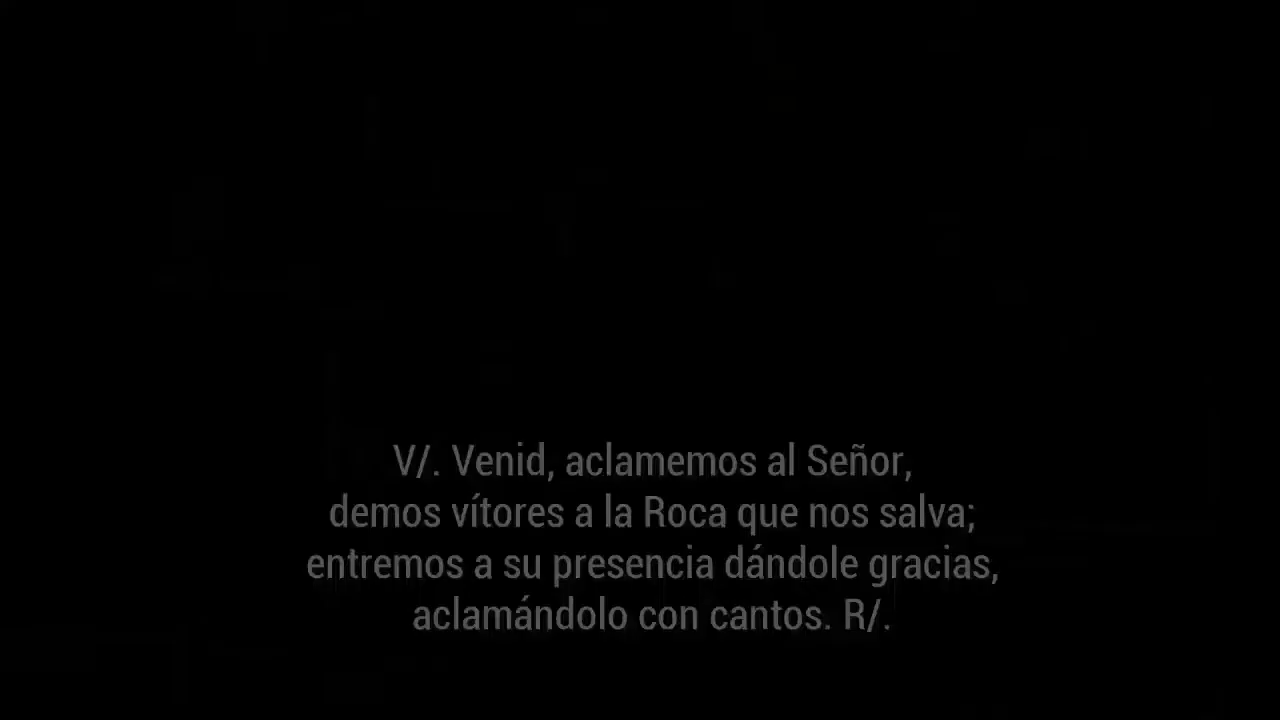 V/. Venid, aclamemos al Señor,
demos vítores a la Roca que nos salva;
entremos a su presencia dándole gracias,
aclamándolo con cantos. R/.